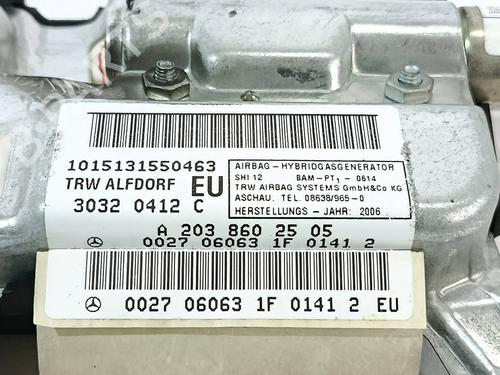 1015131550463
TRW ALFDORF EU
3032 0412 C
AIRBAG - HYBRIDGASGENERATOR
SHI 12 BAM-PT1 - 0614
TRW AIRBAG SYSTEMS GmbH&Co KG
ASCHAU. TEL. 08638/965-0
HERSTELLUNGS - JAHR: 2006
A 203 860 25 05
0027 06063 1F 0141 2
0027 06063 1F 0141 2 EU